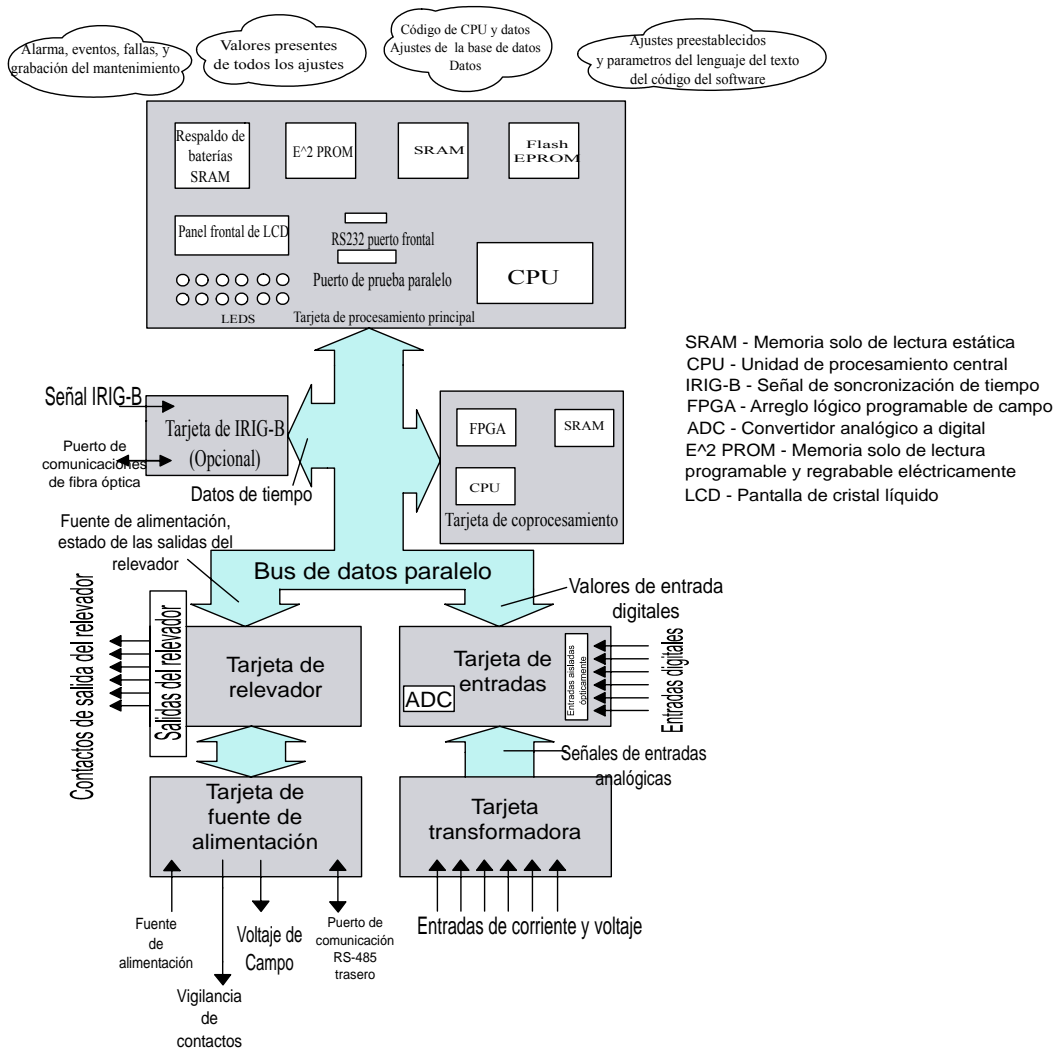 Alarma, eventos, fallas, y
grabación del mantenimiento
Valores presentes
de todos los ajustes
Código de CPU y datos
Ajustes de la base de datos
Datos
Ajustes preestablecidos
y parametros del lenguaje del texto
del código del software
Respaldo de
baterías
SRAM
E^2 PROM
SRAM
Flash
EPROM
Panel frontal de LCD
RS232 puerto frontal
Puerto de prueba paralelo
CPU
LEDS
Tarjeta de procesamiento principal
SRAM - Memoria solo de lectura estática
CPU - Unidad de procesamiento central
IRIG-B - Señal de soncronización de tiempo
FPGA - Arreglo lógico programable de campo
ADC - Convertidor analógico a digital
E^2 PROM - Memoria solo de lectura
programable y regrabable eléctricamente
LCD - Pantalla de cristal líquido
Señal IRIG-B
Puerto de
comunicaciones
de fibra óptica
Tarjeta de IRIG-B
(Opcional)
Datos de tiempo
FPGA
SRAM
CPU
Tarjeta de coprocesamiento
Fuente de alimentación,
estado de las salidas del
relevador
Bus de datos paralelo
Valores de entrada
digitales
Contactos de salida del relevador
Salidas del relevador
Tarjeta de
relevador
Tarjeta de
entradas
ADC
Entradas aisladas
ópticamente
Entradas digitales
Señales de entradas
analógicas
Tarjeta de
fuente de
alimentación
Tarjeta
transformadora
Fuente
de
alimentación
Vigilancia
de
contactos
Voltaje de
Campo
Puerto de
comunicación
RS-485
trasero
Entradas de corriente y voltaje